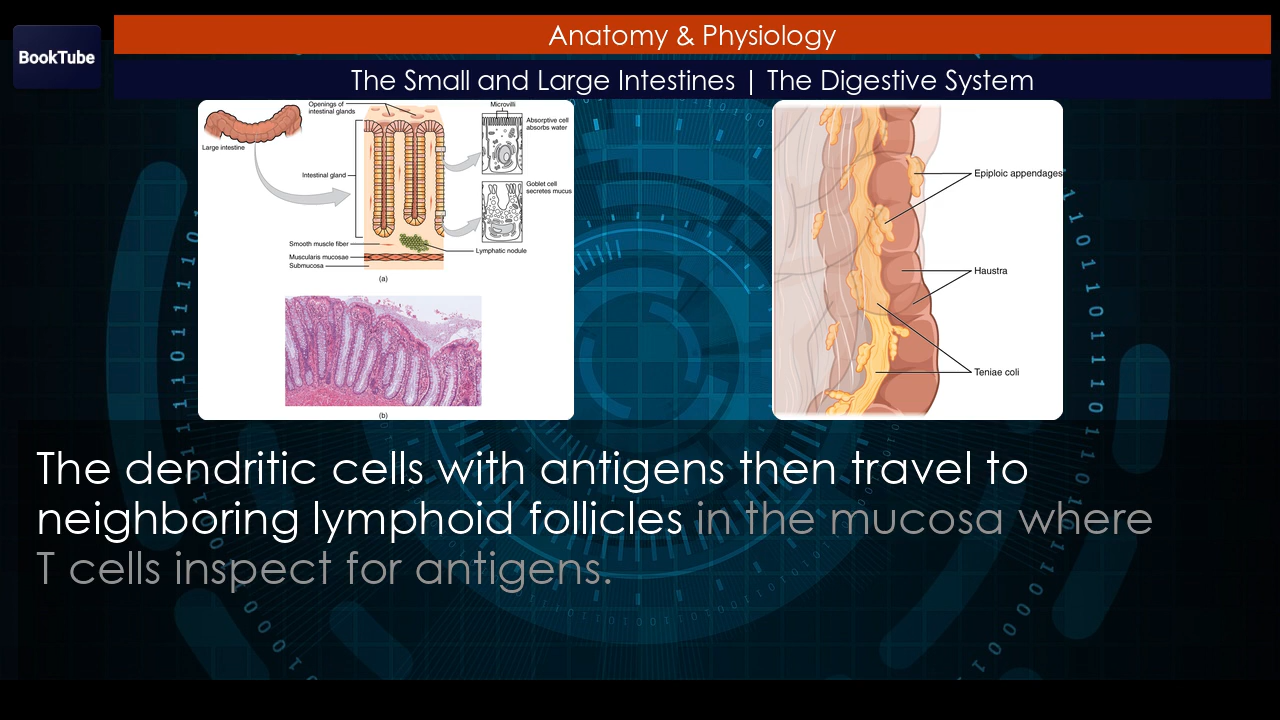 BookTube
Anatomy & Physiology
The Small and Large Intestines | The Digestive System
Openings of
intestinal glands
Large intestine
Intestinal gland
Smooth muscle fiber
Muscularis mucosae
Submucosa
Microvilli
Absorptive cell
absorbs water
Goblet cell
secretes mucus
Lymphatic nodule
(a)
(b)
Epiploic appendages
Haustra
Teniae coli
The dendritic cells with antigens then travel to
neighboring lymphoid follicles in the mucosa where
T cells inspect for antigens.